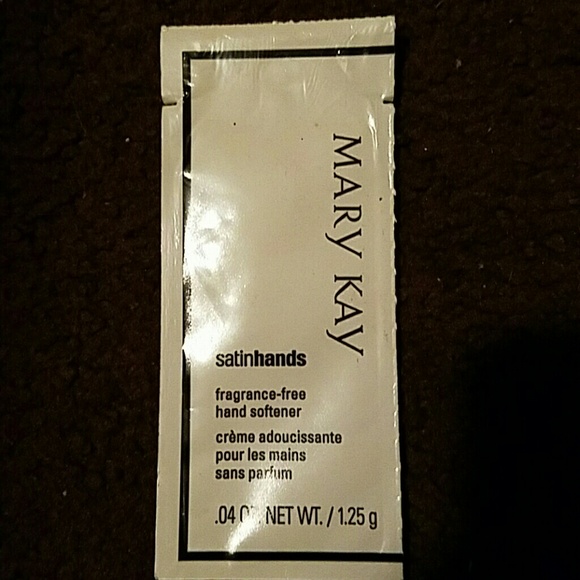 MARY KAY
satinhands
fragrance-free
hand softener
crème adoucissante
pour les mains
sans parfum
.04 NET WT. / 1.25 g